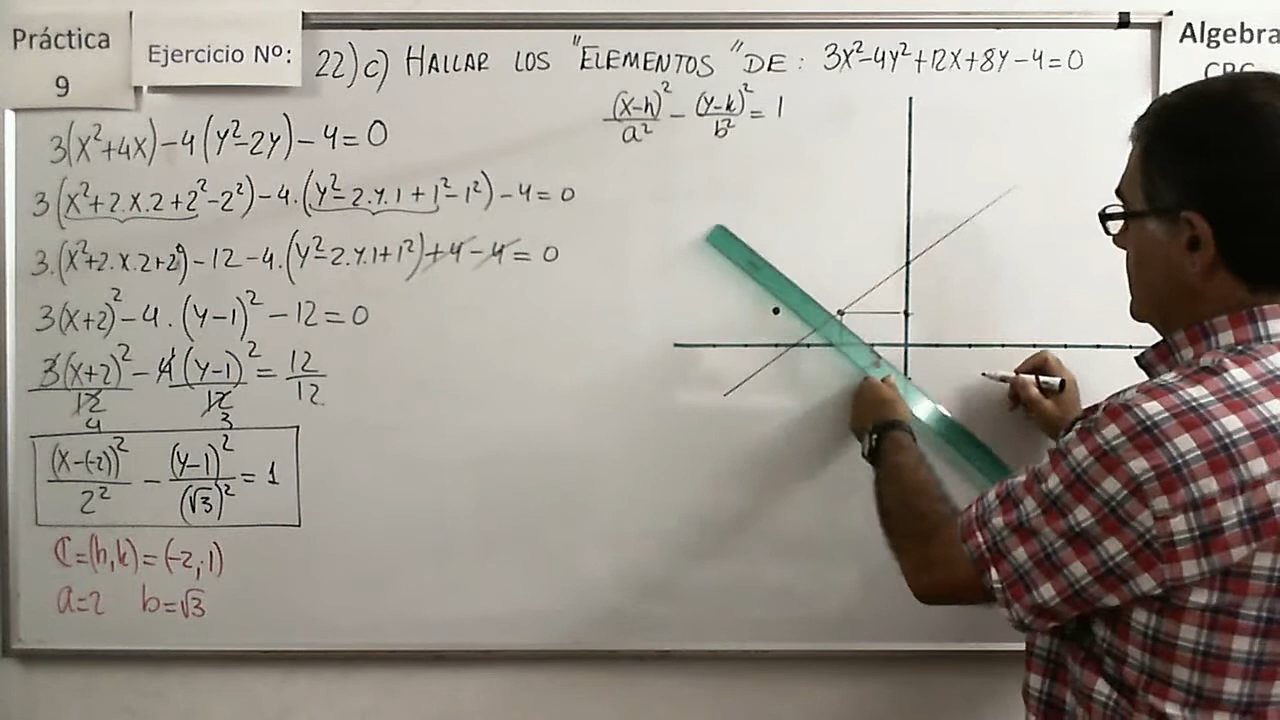 Práctica
9
Ejercicio Nº:
22)c) HALLAR LOS "ELEMENTOS" DE: 3x²-4y²+12x+8y-4=0
Algebra
CBC
(x-h)²/a² - (y-k)²/b² = 1
3(x²+4x)-4(y²-2y)-4=0
3(x²+2.x.2+2²-2²)-4.(y²-2.y.1+1²-1²)-4=0
3.(x²+2.x.2+2²)-12-4.(y²-2.y.1+1²)+4-4=0
3(x+2)²-4.(y-1)²-12=0
3(x+2)²/12 - 4(y-1)²/12 = 12/12
4 3
(x-(-2))²/2² - (y-1)²/(√3)² = 1
C=(h,k)=(-2,1)
a=2 b=√3